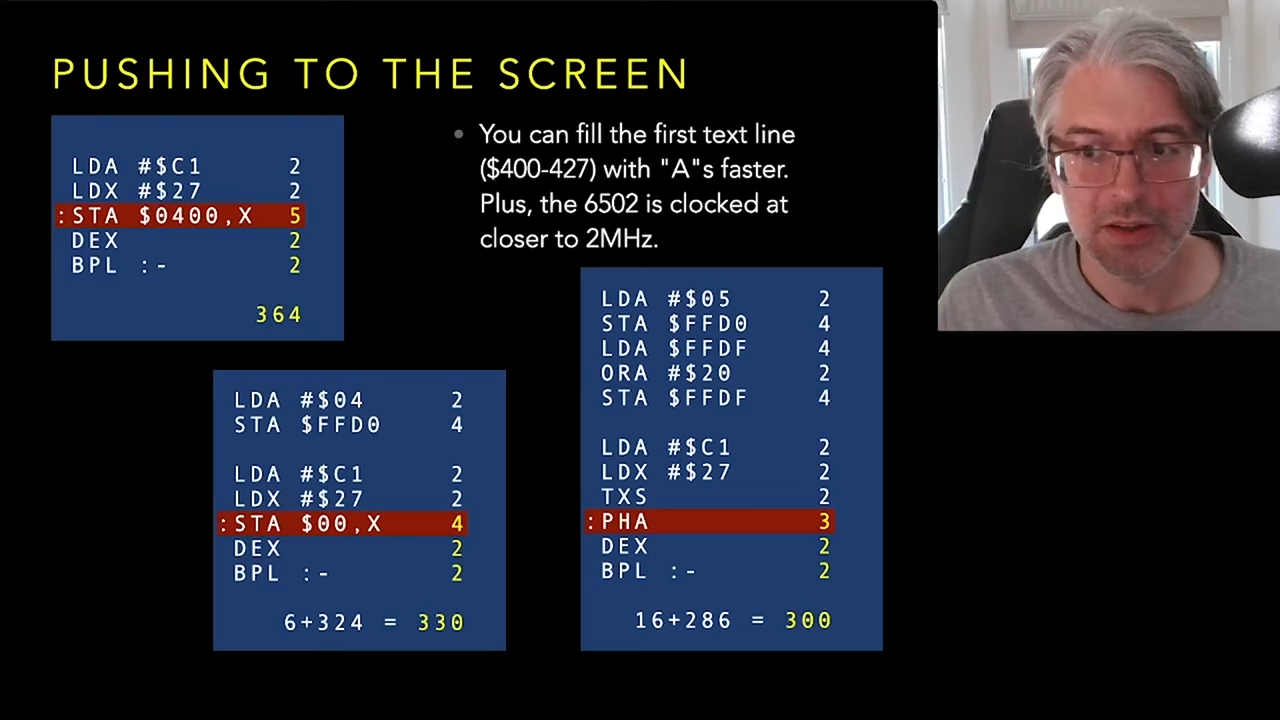 PUSHING TO THE SCREEN
LDA #$C1 2
LDX #$27 2
:STA $0400,X 5
DEX 2
BPL :- 2
364
• You can fill the first text line
($400-427) with "A"s faster.
Plus, the 6502 is clocked at
closer to 2MHz.
LDA #$04 2
STA $FFD0 4
LDA #$C1 2
LDX #$27 2
:STA $00,X 4
DEX 2
BPL :- 2
6+324 = 330
LDA #$05 2
STA $FFD0 4
LDA $FFDF 4
ORA #$20 2
STA $FFDF 4
LDA #$C1 2
LDX #$27 2
TXS 2
:PHA 3
DEX 2
BPL :- 2
16+286 = 300